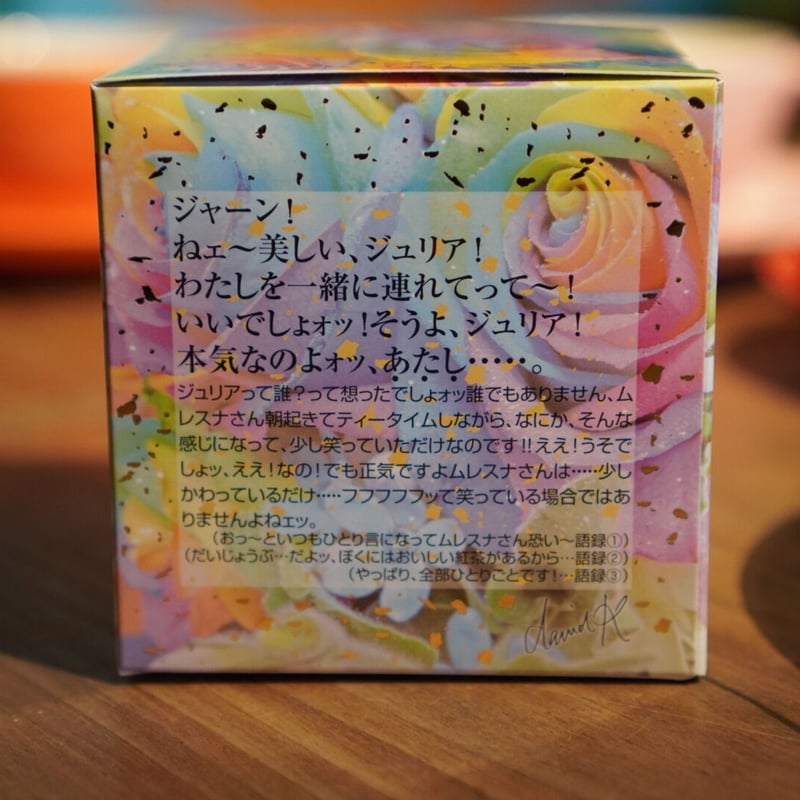 ジャーン！
ねェ〜美しい、ジュリア！
わたしを一緒に連れてって〜！
いいでしょォッ！そうよ、ジュリア！
本気なのよォッ、あたし……。
ジュリアって誰？って想ったでしょォッ誰でもありません、ム
レスナさん朝起きてティータイムしながら、なにか、そんな
感じになって、少し笑っていただけなのです!!ええ！うそで
しょッ、ええ！なの！でも正気ですよムレスナさんは……少し
かわっているだけ……フフフフフッて笑っている場合ではあ
りませんよねェッ。
（おっ〜といつもひとり言になってムレスナさん恐い〜語録①）
（だいじょうぶ…だよッ、ぼくにはおいしい紅茶があるから…語録②）
（やっぱり、全部ひとりごとです！…語録③）
David K